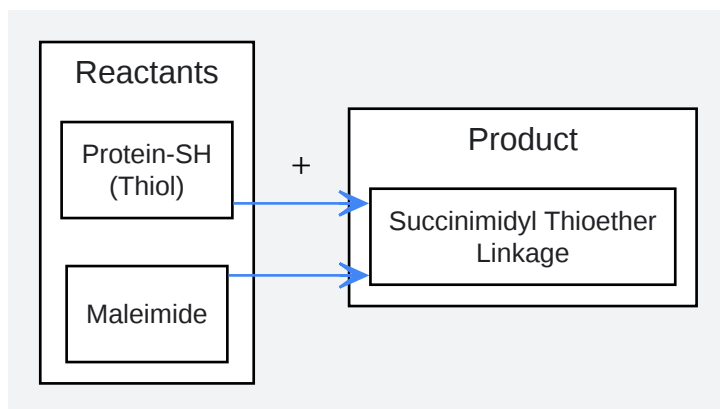 Reactants
Protein-SH
(Thiol)
Maleimide
+
Product
Succinimidyl Thioether
Linkage